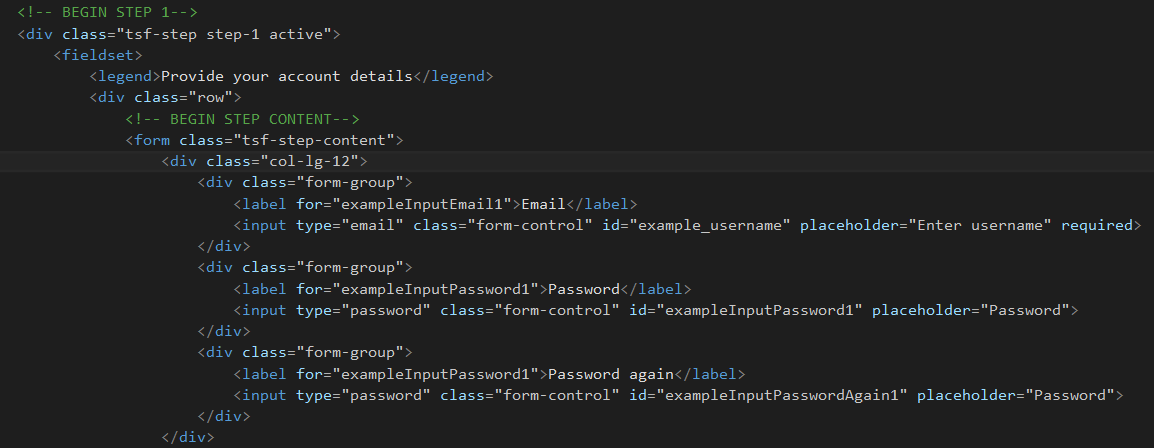 <!-- BEGIN STEP 1-->
<div class="tsf-step step-1 active">
<fieldset>
<legend>Provide your account details</legend>
<div class="row">
<!-- BEGIN STEP CONTENT-->
<form class="tsf-step-content">
<div class="col-lg-12">
<div class="form-group">
<label for="exampleInputEmail1">Email</label>
<input type="email" class="form-control" id="example_username" placeholder="Enter username" required>
</div>
<div class="form-group">
<label for="exampleInputPassword1">Password</label>
<input type="password" class="form-control" id="exampleInputPassword1" placeholder="Password">
</div>
<div class="form-group">
<label for="exampleInputPassword1">Password again</label>
<input type="password" class="form-control" id="exampleInputPasswordAgain1" placeholder="Password">
</div>
</div>